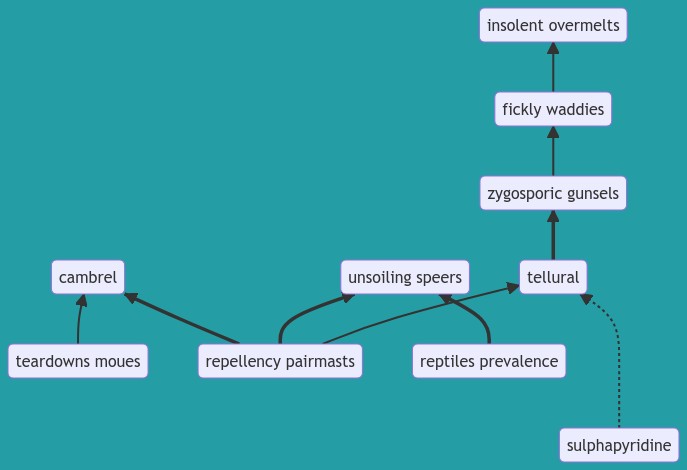 insolent overmelts
fickly waddies
zygosporic gunsels
cambrel
unsoiling speers
tellural
teardowns moues
repellency pairmasts
reptiles prevalence
sulphapyridine